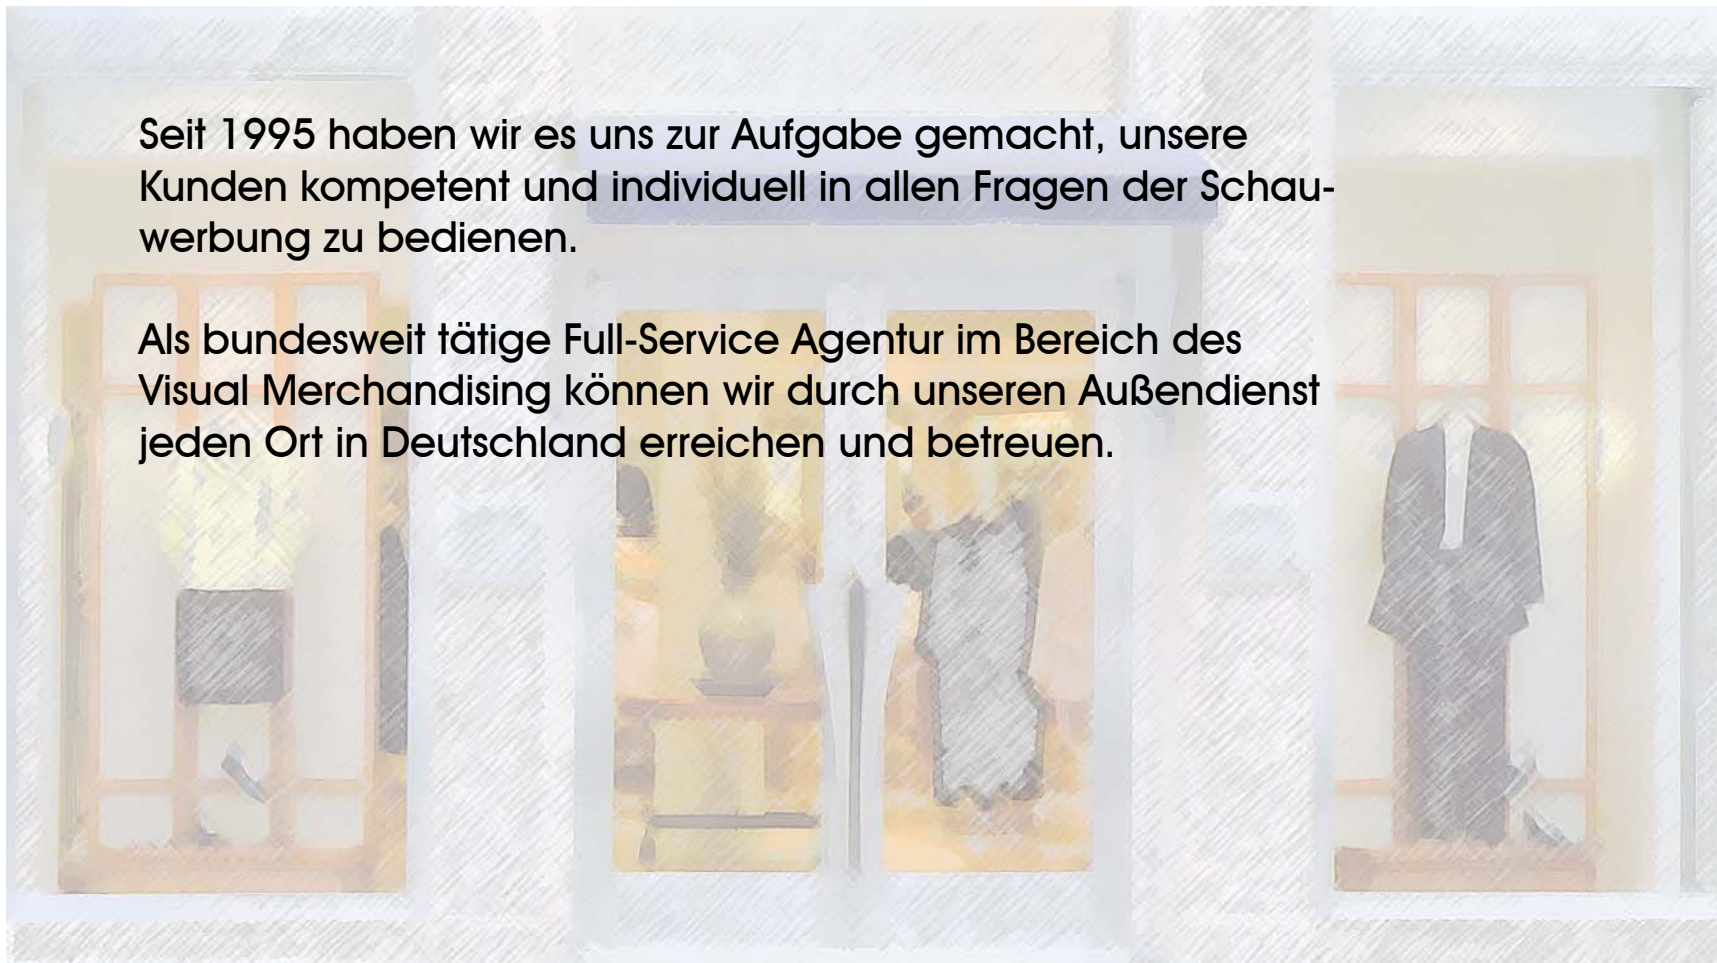 Seit 1995 haben wir es uns zur Aufgabe gemacht, unsere
Kunden kompetent und individuell in allen Fragen der Schau-
werbung zu bedienen.
Als bundesweit tätige Full-Service Agentur im Bereich des
Visual Merchandising können wir durch unseren Außendienst
jeden Ort in Deutschland erreichen und betreuen.